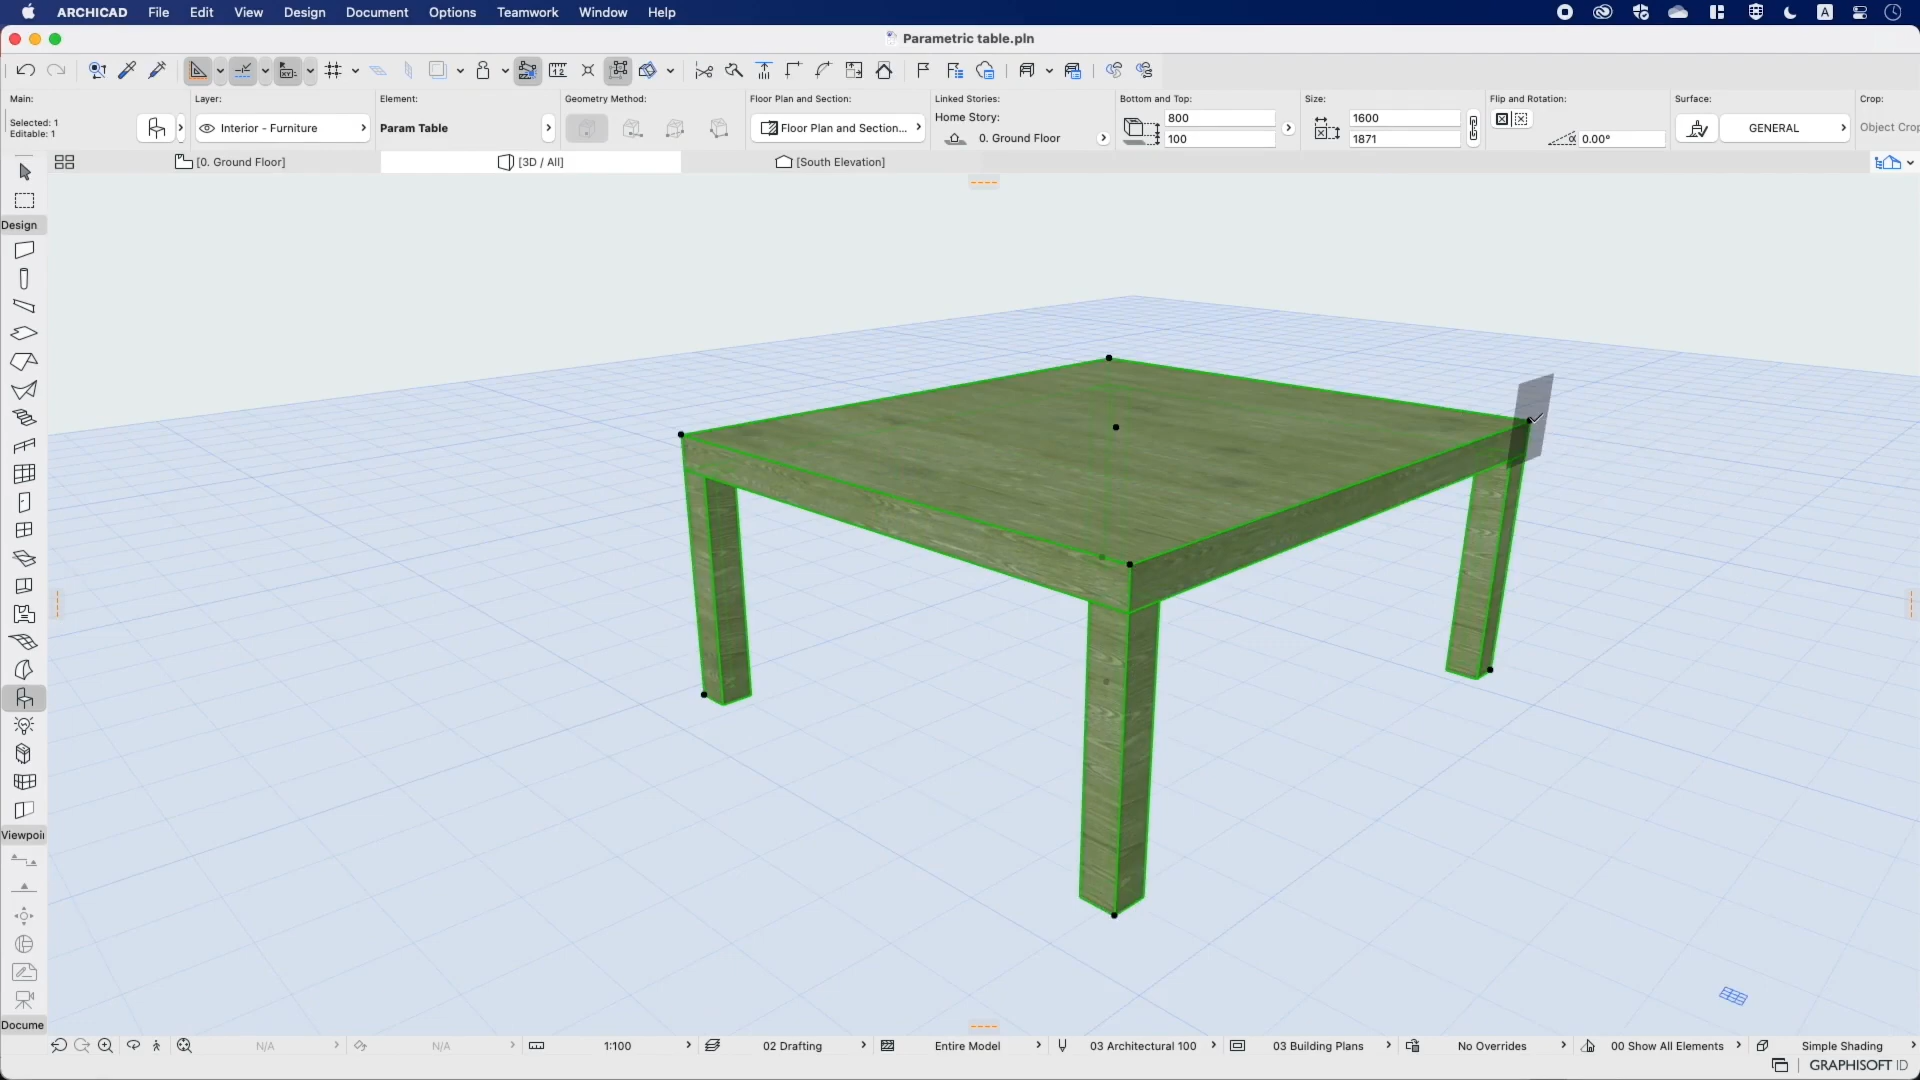 ARCHICAD File Edit View Design Document Options Teamwork Window Help A
Parametric table.pln
Main: Layer: Element: Geometry Method: Floor Plan and Section: Linked Stories: Bottom and Top: Size: Flip and Rotation: Surface: Crop:
Selected: 1
Editable: 1
Interior - Furniture
Param Table
Floor Plan and Section...
Home Story:
0. Ground Floor
800
100
1600
1871
α 0.00°
GENERAL
Object Crop
[0. Ground Floor] [3D / All] [South Elevation]
Design
Viewpoi
Docume
N/A N/A 1:100 02 Drafting Entire Model 03 Architectural 100 03 Building Plans No Overrides 00 Show All Elements Simple Shading
GRAPHISOFT ID